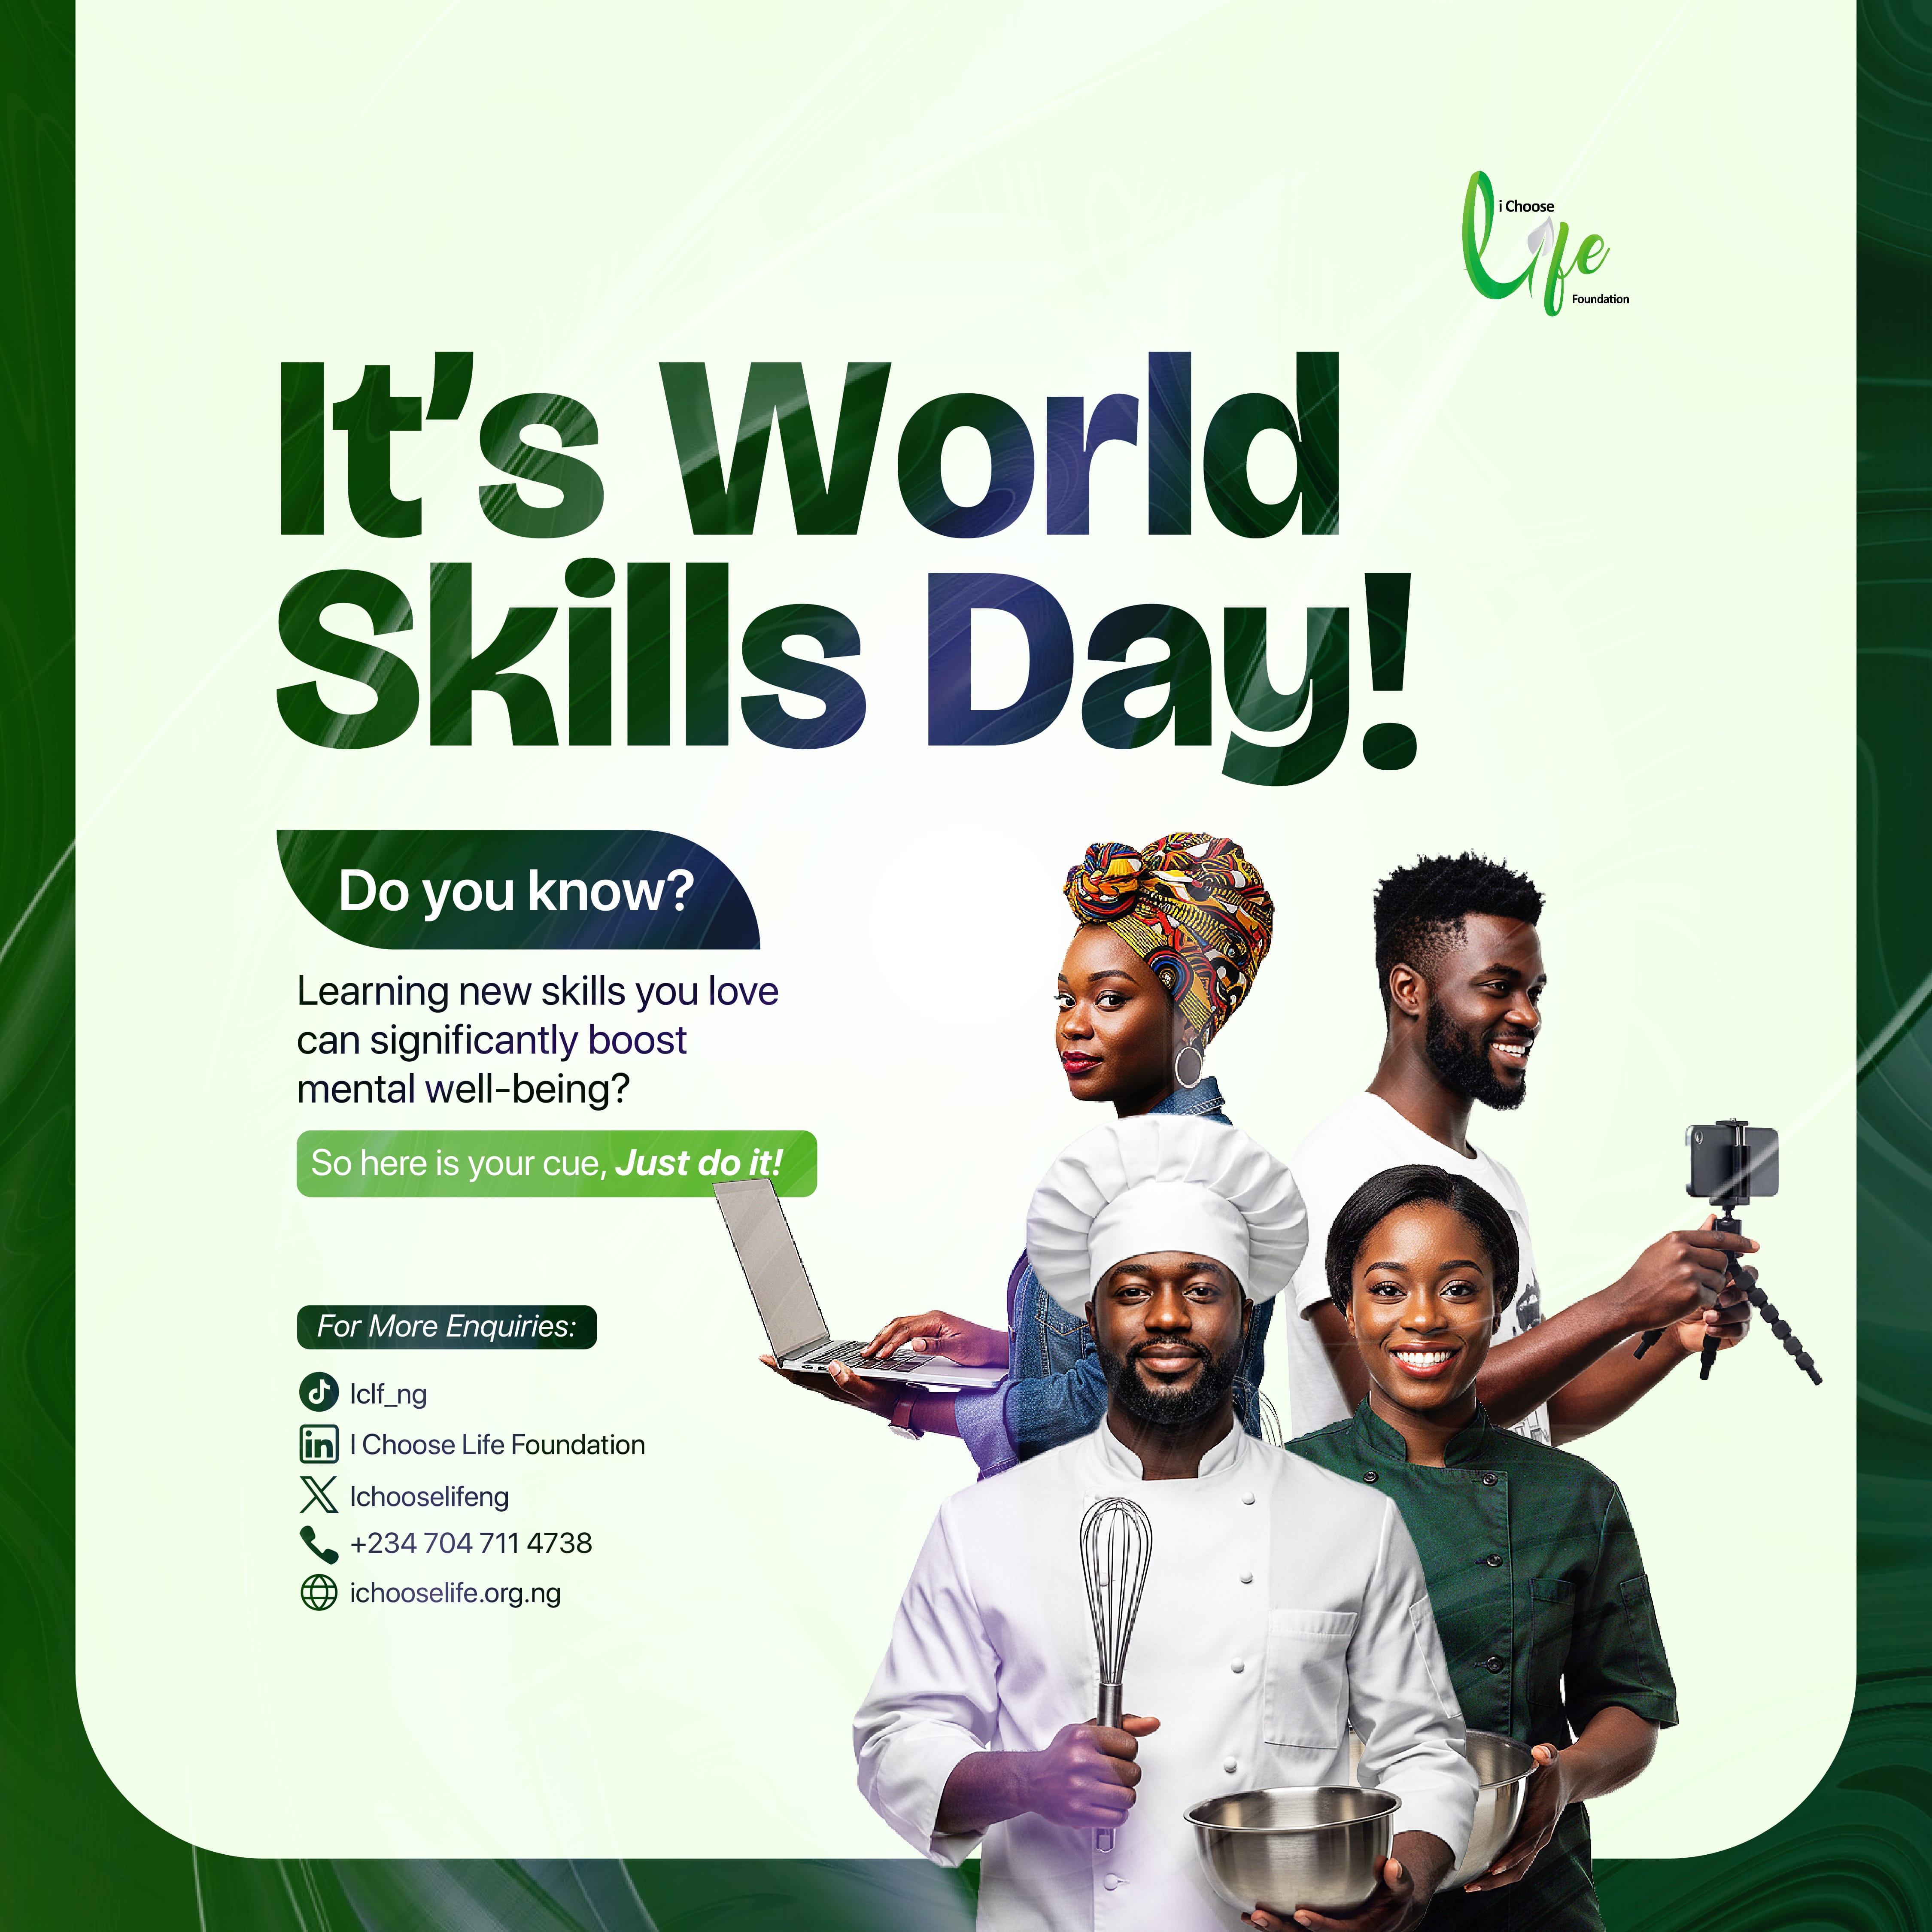 i Choose
Life
Foundation
It’s World
Skills Day!
Do you know?
Learning new skills you love
can significantly boost
mental well-being?
So here is your cue, Just do it!
For More Enquiries:
Iclf_ng
I Choose Life Foundation
Ichooselifeng
+234 704 711 4738
ichooselife.org.ng